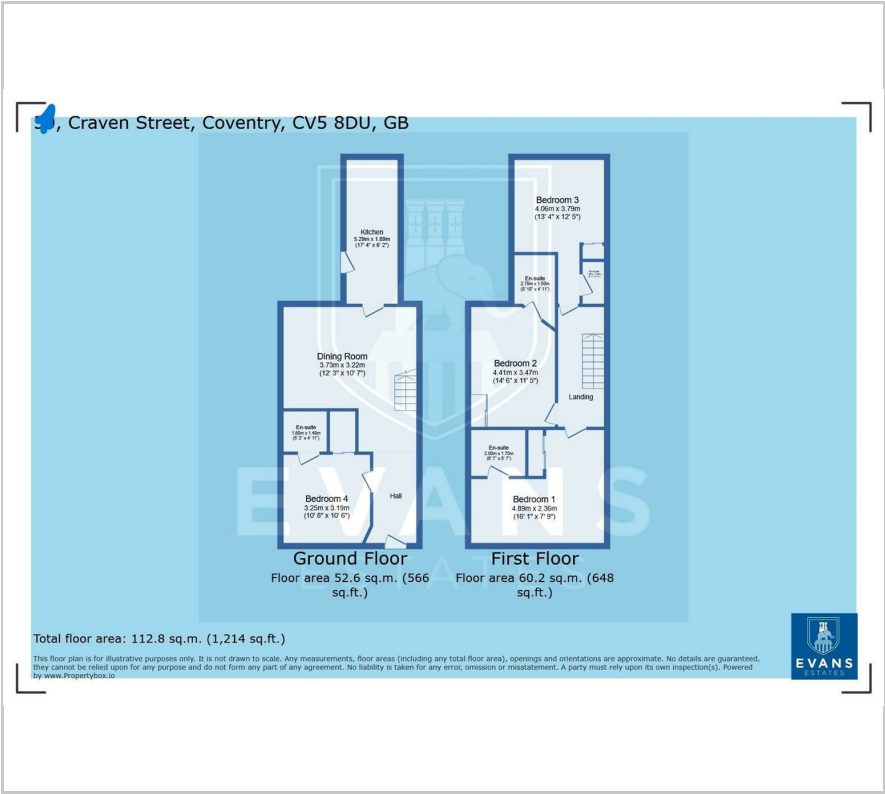 , Craven Street, Coventry, CV5 8DU, GB
Kitchen
5.29m x 1.89m
(17' 4" x 6' 2")
Dining Room
3.73m x 3.22m
(12' 3" x 10' 7")
En-suite
1.60m x 1.49m
(5' 3" x 4' 11")
Bedroom 4
3.25m x 3.19m
(10' 8" x 10' 6")
Hall
Ground Floor
Floor area 52.6 sq.m. (566
sq.ft.)
Bedroom 3
4.06m x 3.79m
(13' 4" x 12' 5")
En-suite
2.70m x 1.50m
(8' 10" x 4' 11")
Bedroom 2
4.41m x 3.47m
(14' 6" x 11' 5")
Landing
En-suite
2.00m x 1.70m
(6' 7" x 5' 7")
Bedroom 1
4.89m x 2.36m
(16' 1" x 7' 9")
First Floor
Floor area 60.2 sq.m. (648
sq.ft.)
EVANS
ESTATES
Total floor area: 112.8 sq.m. (1,214 sq.ft.)
This floor plan is for illustrative purposes only. It is not drawn to scale. Any measurements, floor areas (including any total floor area), openings and orientations are approximate. No details are guaranteed,
they cannot be relied upon for any purpose and do not form any part of any agreement. No liability is taken for any error, omission or misstatement. A party must rely upon its own inspection(s). Powered
by www.Propertybox.io
EVANS
ESTATES